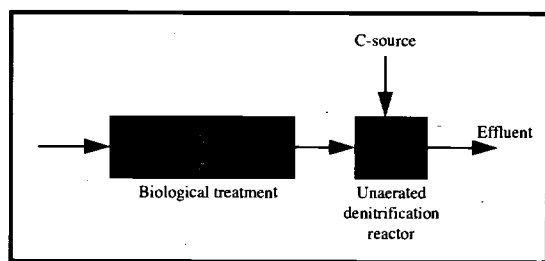 C-source
Effluent
Biological treatment
Unaerated
denitrification
reactor